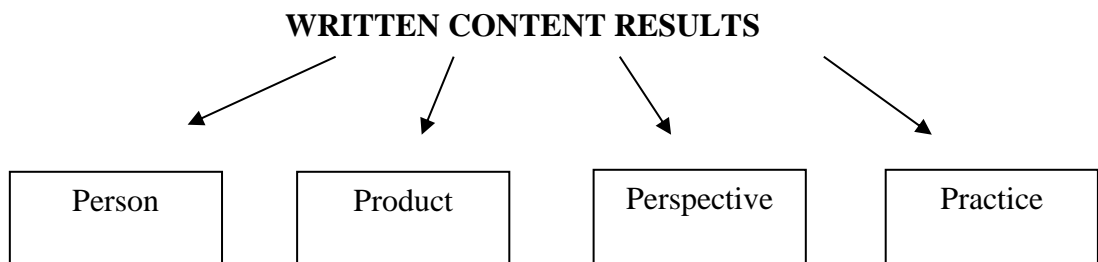 WRITTEN CONTENT RESULTS
Person
Product
Perspective
Practice